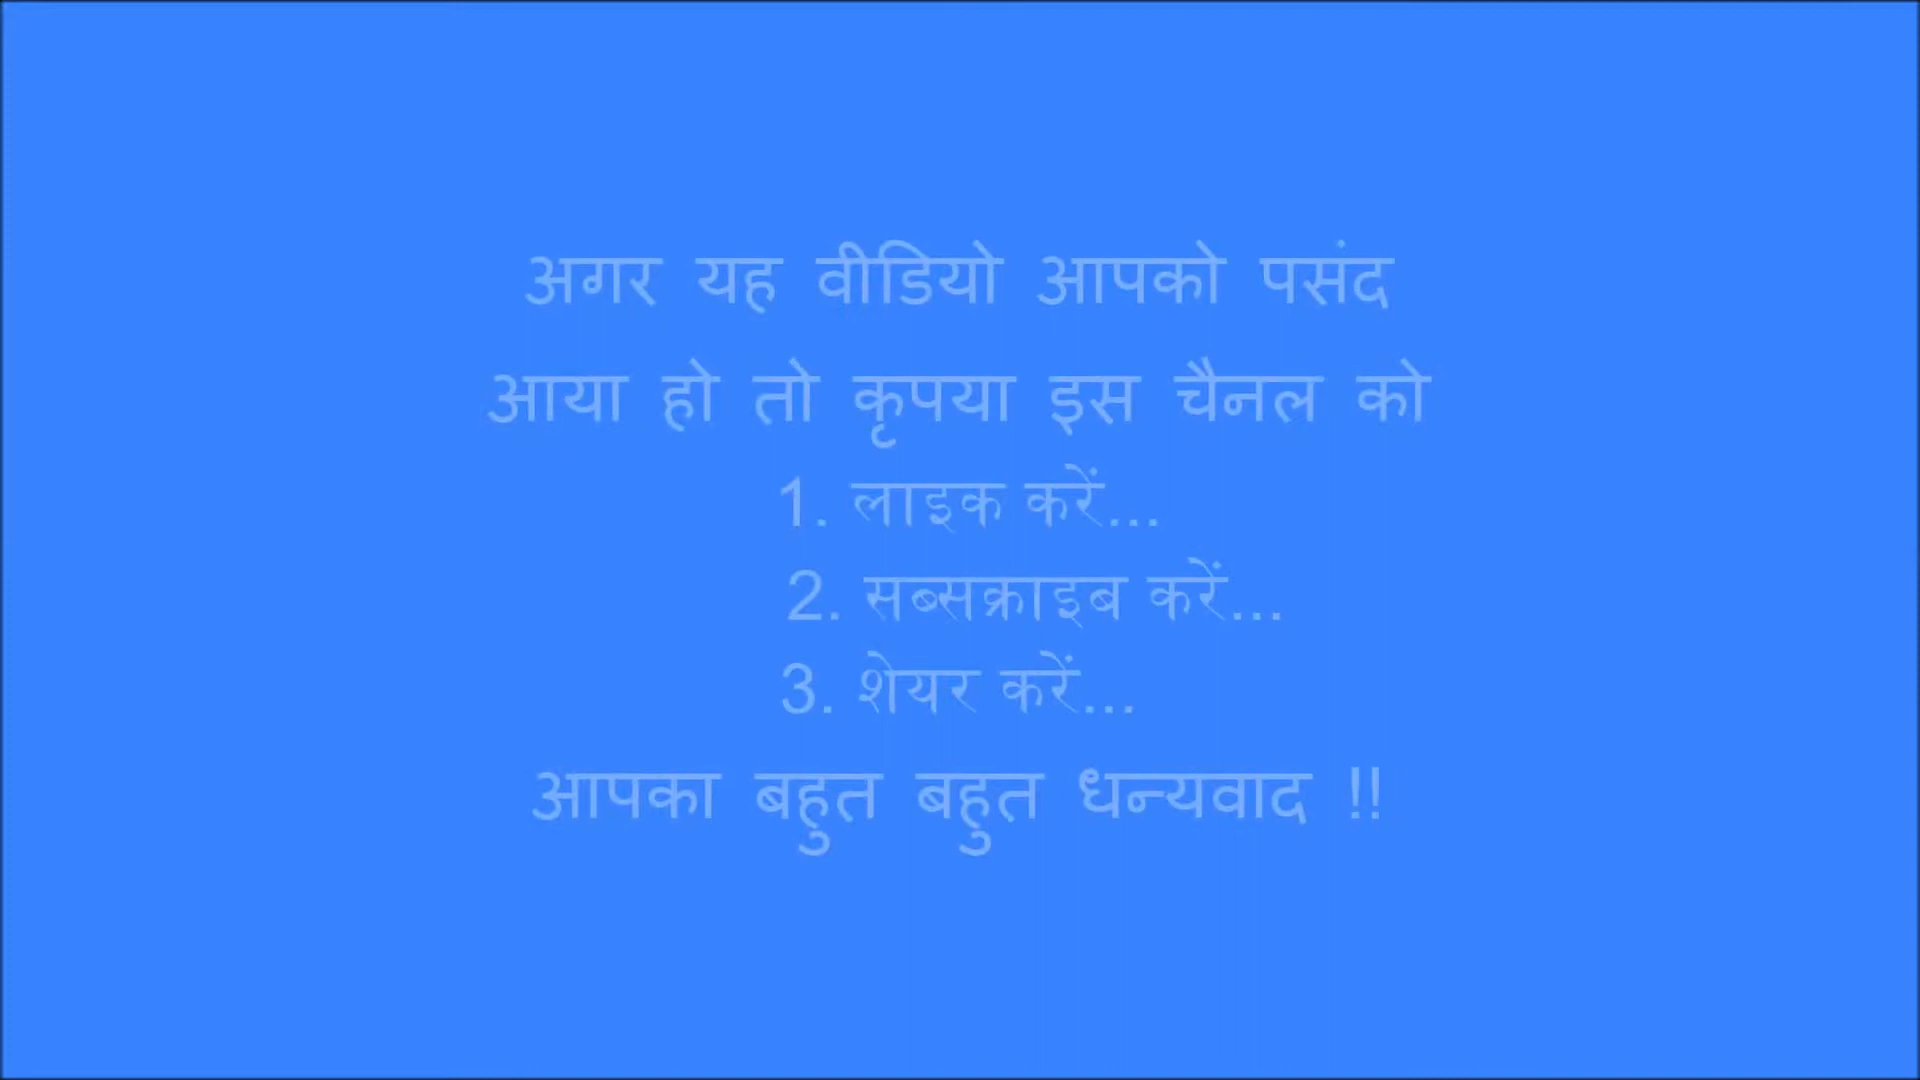 अगर यह वीडियो आपको पसंद
आया हो तो कृपया इस चैनल को
1. लाइक करें...
2. सब्सक्राइब करें...
3. शेयर करें...
आपका बहुत बहुत धन्यवाद !!